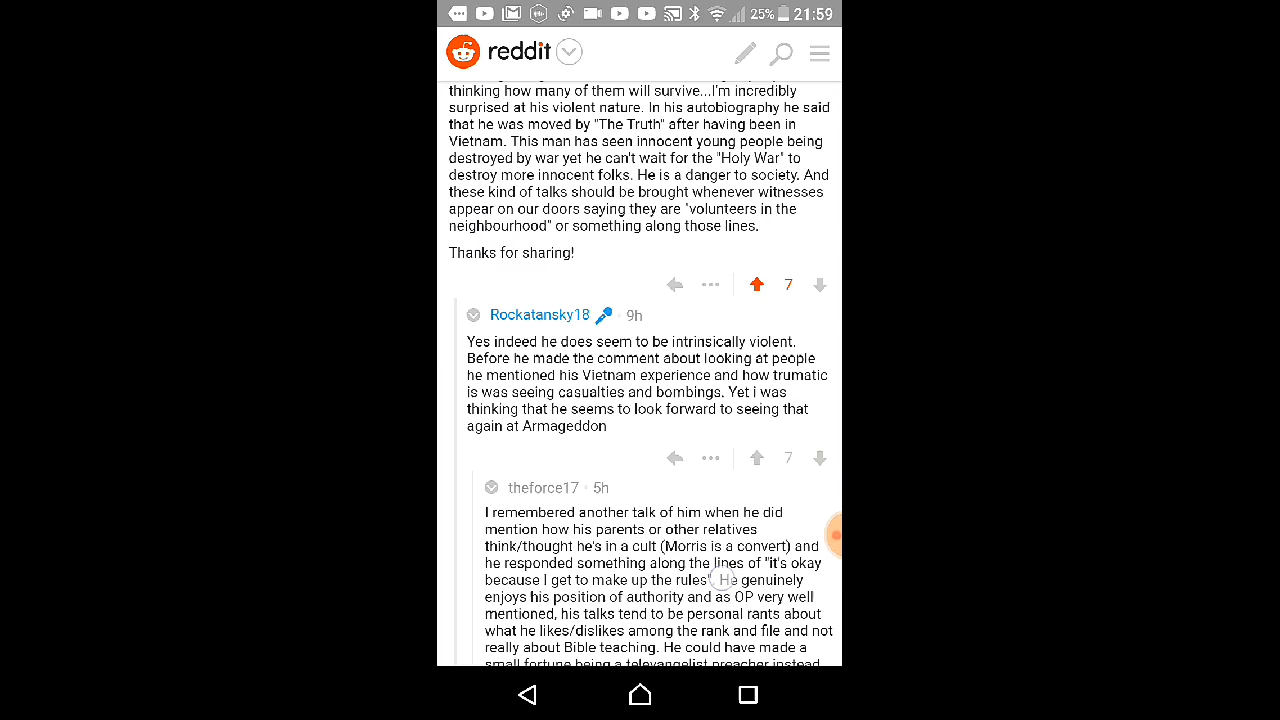 25% 21:59
reddit
thinking how many of them will survive...I'm incredibly
surprised at his violent nature. In his autobiography he said
that he was moved by "The Truth" after having been in
Vietnam. This man has seen innocent young people being
destroyed by war yet he can't wait for the "Holy War" to
destroy more innocent folks. He is a danger to society. And
these kind of talks should be brought whenever witnesses
appear on our doors saying they are "volunteers in the
neighbourhood" or something along those lines.
Thanks for sharing!
7
Rockatansky18 · 9h
Yes indeed he does seem to be intrinsically violent.
Before he made the comment about looking at people
he mentioned his Vietnam experience and how trumatic
is was seeing casualties and bombings. Yet i was
thinking that he seems to look forward to seeing that
again at Armageddon
7
theforce17 · 5h
I remembered another talk of him when he did
mention how his parents or other relatives
think/thought he's in a cult (Morris is a convert) and
he responded something along the lines of "it's okay
because I get to make up the rules". He genuinely
enjoys his position of authority and as OP very well
mentioned, his talks tend to be personal rants about
what he likes/dislikes among the rank and file and not
really about Bible teaching. He could have made a
small fortune being a televangelist preacher instead